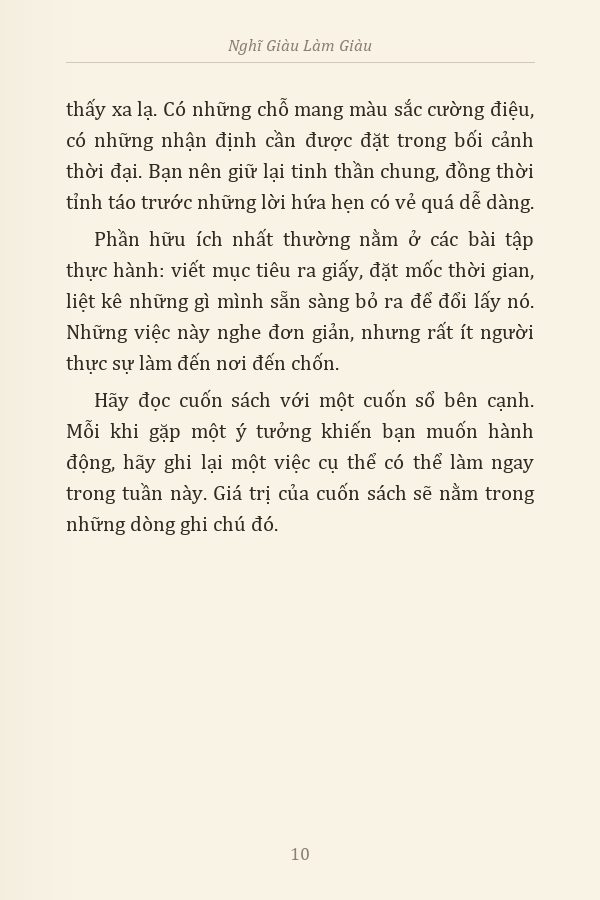 Nghĩ Giàu Làm Giàu
thấy xa lạ. Có những chỗ mang màu sắc cường điệu,
có những nhận định cần được đặt trong bối cảnh
thời đại. Bạn nên giữ lại tinh thần chung, đồng thời
tỉnh táo trước những lời hứa hẹn có vẻ quá dễ dàng.
Phần hữu ích nhất thường nằm ở các bài tập
thực hành: viết mục tiêu ra giấy, đặt mốc thời gian,
liệt kê những gì mình sẵn sàng bỏ ra để đổi lấy nó.
Những việc này nghe đơn giản, nhưng rất ít người
thực sự làm đến nơi đến chốn.
Hãy đọc cuốn sách với một cuốn sổ bên cạnh.
Mỗi khi gặp một ý tưởng khiến bạn muốn hành
động, hãy ghi lại một việc cụ thể có thể làm ngay
trong tuần này. Giá trị của cuốn sách sẽ nằm trong
những dòng ghi chú đó.
10